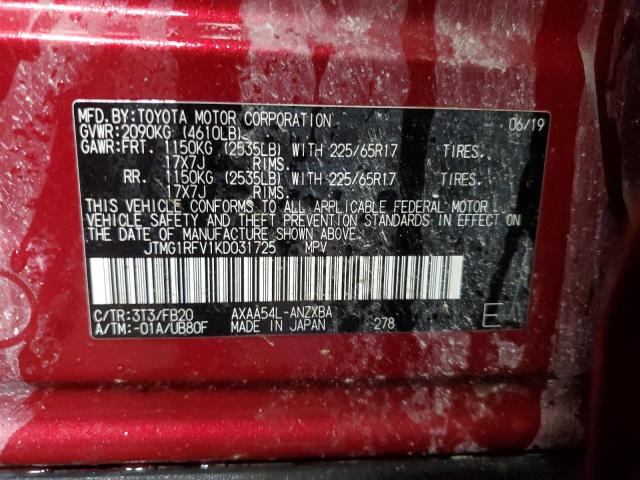 MFD.BY:TOYOTA MOTOR CORPORATION 06/19
GVWR:2090KG (4610LB)
GAWR:FRT. 1150KG (2535LB) WITH 225/65R17 TIRES.
17X7J RIMS.
RR. 1150KG (2535LB) WITH 225/65R17 TIRES.
17X7J RIMS.
THIS VEHICLE CONFORMS TO ALL APPLICABLE FEDERAL MOTOR
VEHICLE SAFETY AND THEFT PREVENTION STANDARDS IN EFFECT ON
THE DATE OF MANUFACTURE SHOWN ABOVE.
JTMG1RFV1KD031725 MPV
C/TR:3T3/FB20 AXAA54L-ANZXBA
A/TM:-01A/UB80F MADE IN JAPAN 278 E